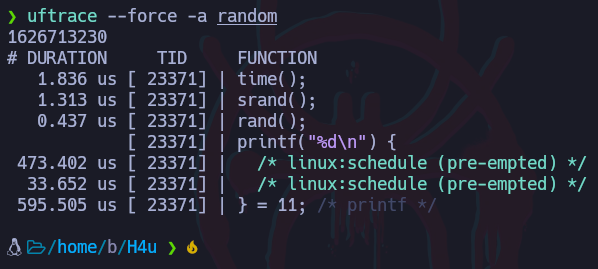 ❯ uftrace --force -a random
1626713230
# DURATION     TID     FUNCTION
   1.836 us [ 23371] | time();
   1.313 us [ 23371] | srand();
   0.437 us [ 23371] | rand();
            [ 23371] | printf("%d\n") {
 473.402 us [ 23371] |   /* linux:schedule (pre-empted) */
  33.652 us [ 23371] |   /* linux:schedule (pre-empted) */
 595.505 us [ 23371] | } = 11; /* printf */
/home/b/H4u ❯